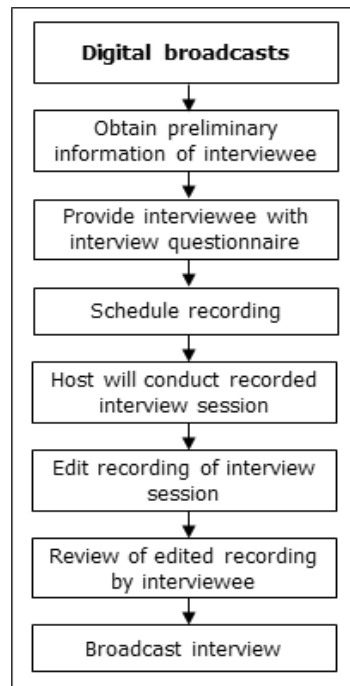 Digital broadcasts
Obtain preliminary
information of interviewee
Provide interviewee with
interview questionnaire
Schedule recording
Host will conduct recorded
interview session
Edit recording of interview
session
Review of edited recording
by interviewee
Broadcast interview